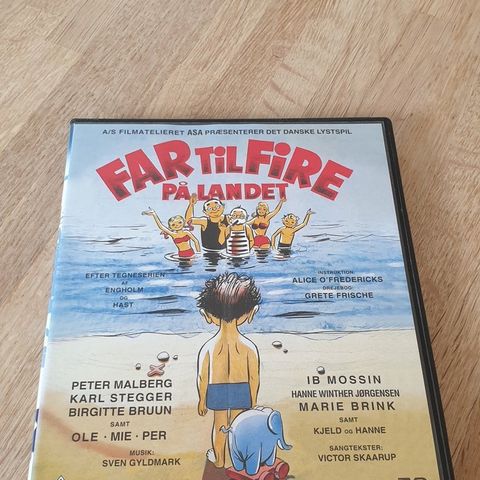 A/S FILMATELIERET ASA PRÆSENTERER DET DANSKE LYSTSPIL
FAR TIL FIRE
PÅ LANDET
EFTER TEGNESERIEN:
AF
ENGHOLM
OG
HAST
INSTRUKTION:
ALICE O'FREDERICKS
DREJEBOG:
GRETE FRISCHE
PETER MALBERG
KARL STEGGER
BIRGITTE BRUUN
SAMT
OLE · MIE · PER
MUSIK:
SVEN GYLDMARK
IB MOSSIN
HANNE WINTHER JØRGENSEN
MARIE BRINK
SAMT
KJELD og HANNE
SANGTEKSTER:
VICTOR SKAARUP